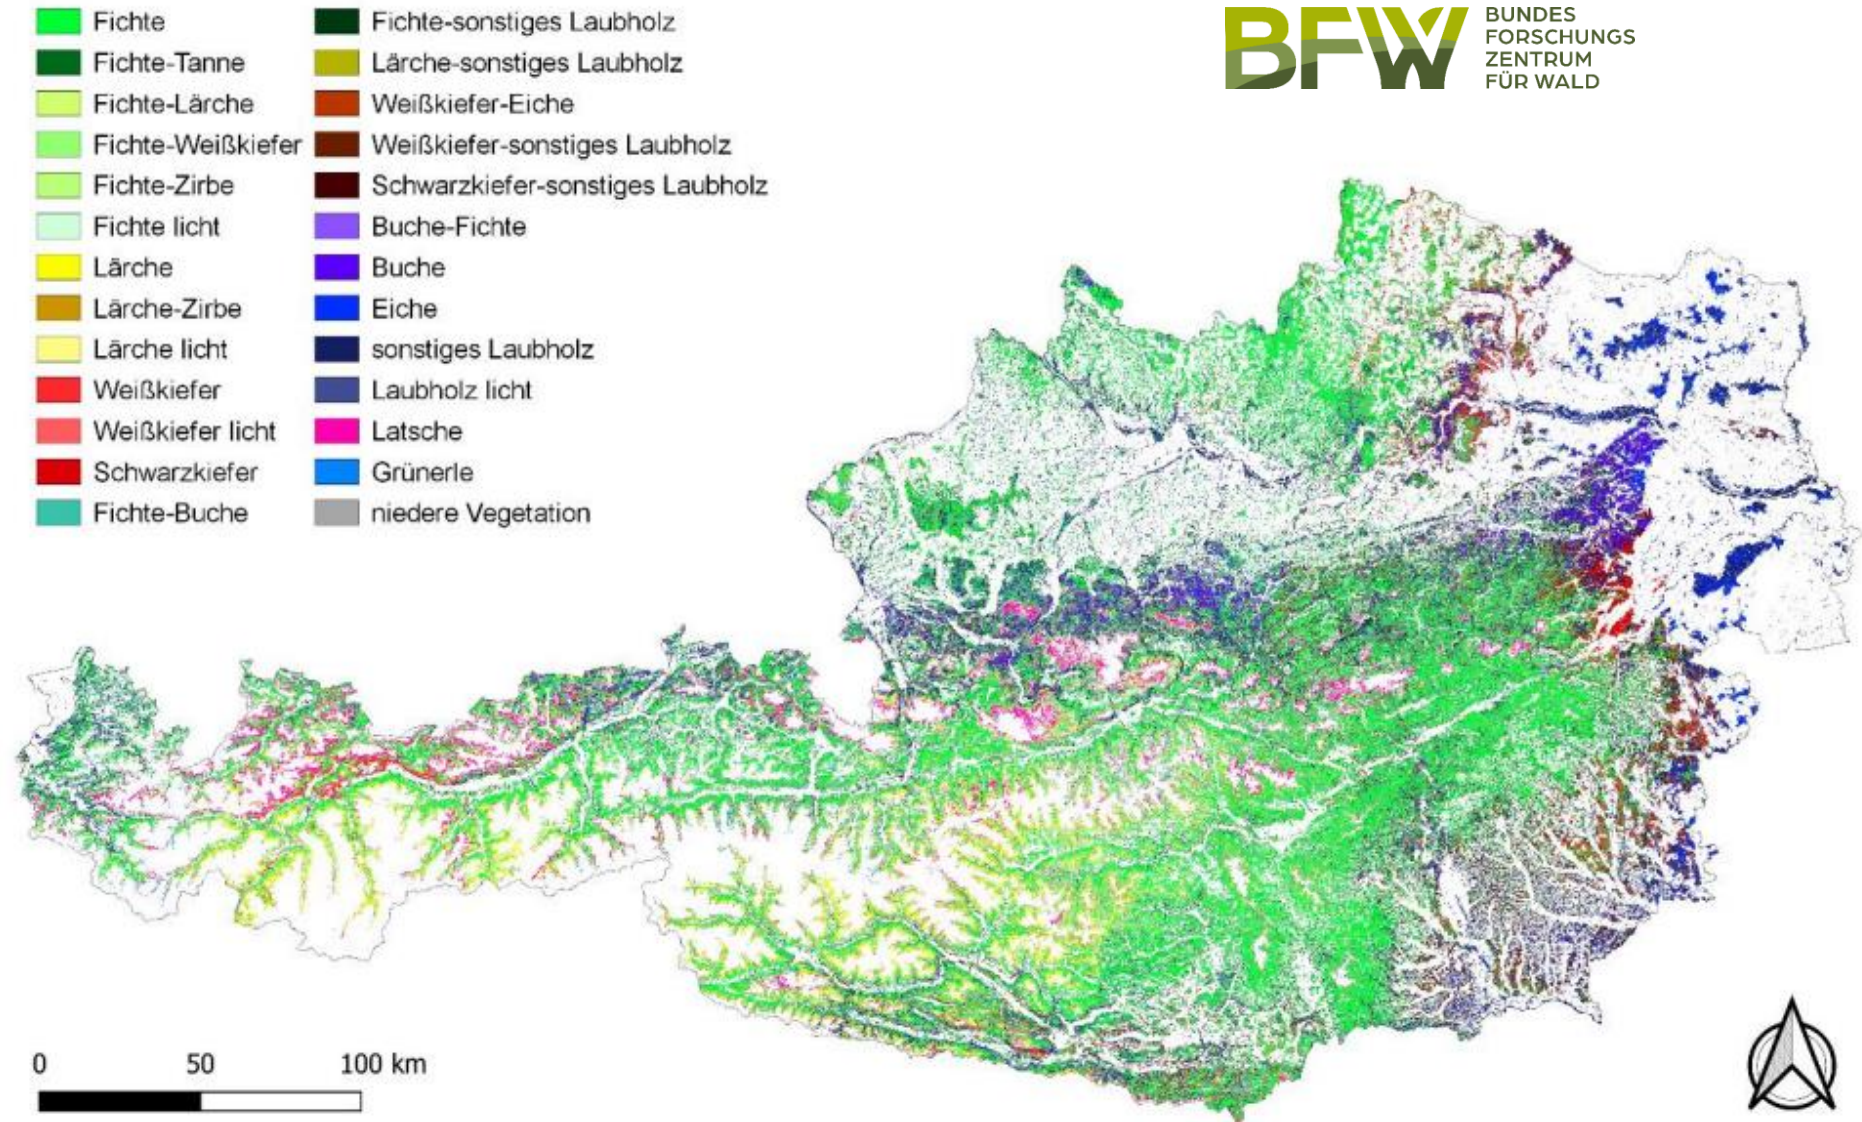 Fichte
Fichte-Tanne
Fichte-Lärche
Fichte-Weißkiefer
Fichte-Zirbe
Fichte licht
Lärche
Lärche-Zirbe
Lärche licht
Weißkiefer
Weißkiefer licht
Schwarzkiefer
Fichte-Buche
Fichte-sonstiges Laubholz
Lärche-sonstiges Laubholz
Weißkiefer-Eiche
Weißkiefer-sonstiges Laubholz
Schwarzkiefer-sonstiges Laubholz
Buche-Fichte
Buche
Eiche
sonstiges Laubholz
Laubholz licht
Latsche
Grünerle
niedere Vegetation
BFW
BUNDES
FORSCHUNGS
ZENTRUM
FÜR WALD
0 50 100 km